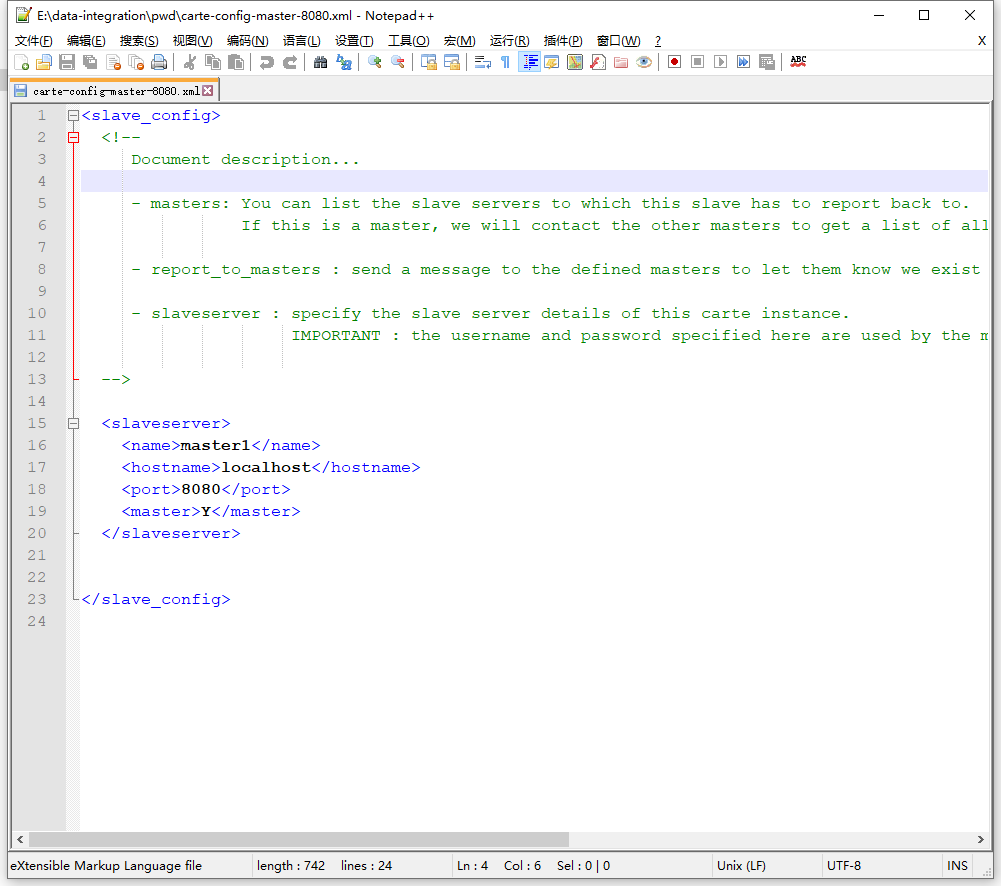 E:\data-integration\pwd\carte-config-master-8080.xml - Notepad++
文件(F) 编辑(E) 搜索(S) 视图(V) 编码(N) 语言(L) 设置(T) 工具(O) 宏(M) 运行(R) 插件(P) 窗口(W) ? X
ABC
carte-config-master-8080.xml
1 <slave_config>
2 <!--
3 Document description...
4
5 - masters: You can list the slave servers to which this slave has to report back to.
6 If this is a master, we will contact the other masters to get a list of all
7
8 - report_to_masters : send a message to the defined masters to let them know we exist
9
10 - slaveserver : specify the slave server details of this carte instance.
11 IMPORTANT : the username and password specified here are used by the m
12
13 -->
14
15 <slaveserver>
16 <name>master1</name>
17 <hostname>localhost</hostname>
18 <port>8080</port>
19 <master>Y</master>
20 </slaveserver>
21
22
23 </slave_config>
24
eXtensible Markup Language file length : 742 lines : 24 Ln : 4 Col : 6 Sel : 0 | 0 Unix (LF) UTF-8 INS